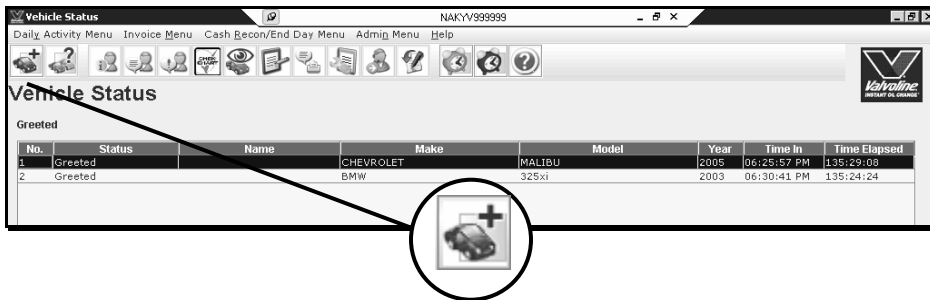 Vehicle Status NAKYV999999
Daily Activity Menu Invoice Menu Cash Recon/End Day Menu Admin Menu Help
CHEK CHART
Valvoline
INSTANT OIL CHANGE
Vehicle Status
Greeted
No. Status Name Make Model Year Time In Time Elapsed
1 Greeted CHEVROLET MALIBU 2005 06:25:57 PM 135:29:08
2 Greeted BMW 325xi 2003 06:30:41 PM 135:24:24